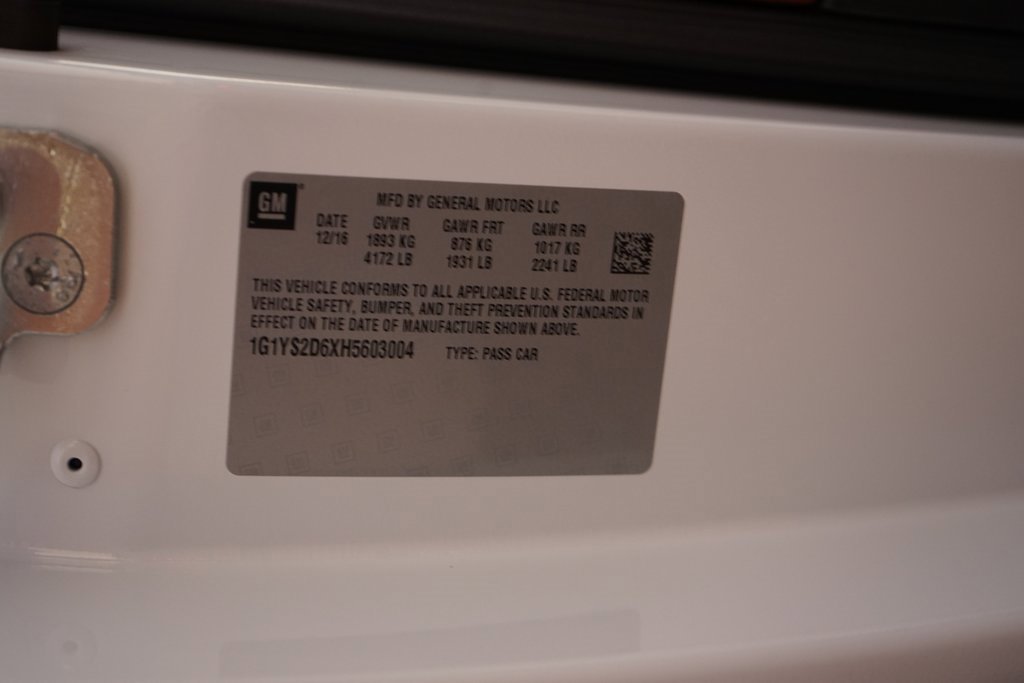 GM
MFD BY GENERAL MOTORS LLC
DATE GVWR GAWR FRT GAWR RR
12/16 1893 KG 876 KG 1017 KG
4172 LB 1931 LB 2241 LB
THIS VEHICLE CONFORMS TO ALL APPLICABLE U.S. FEDERAL MOTOR
VEHICLE SAFETY, BUMPER, AND THEFT PREVENTION STANDARDS IN
EFFECT ON THE DATE OF MANUFACTURE SHOWN ABOVE.
1G1YS2D6XH5603004 TYPE: PASS CAR